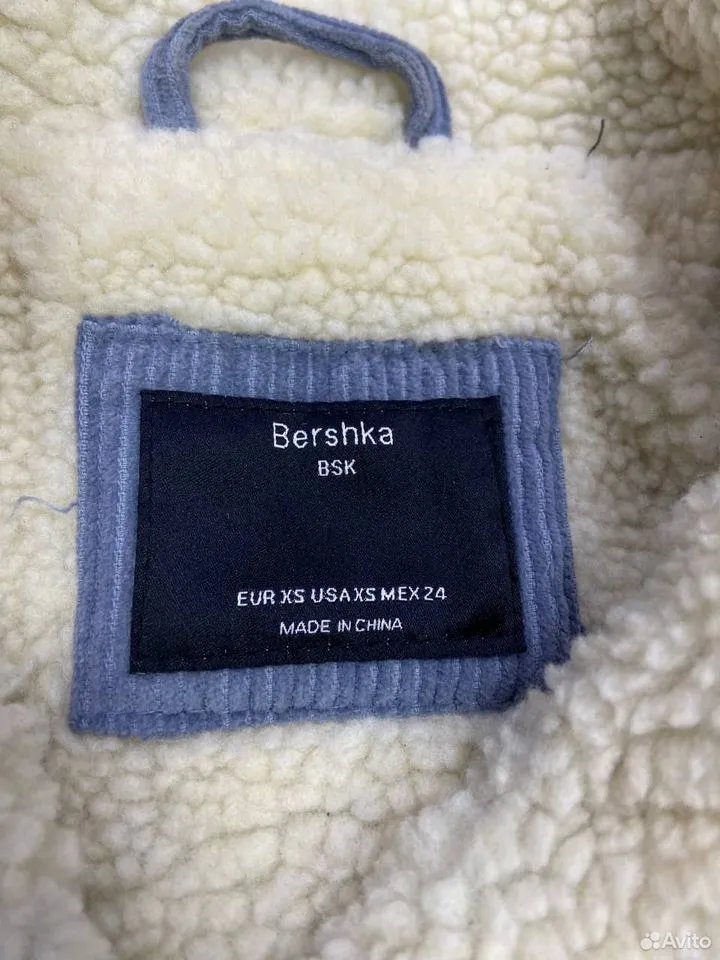 Bershka
BSK
EUR XS USA XS MEX 24
MADE IN CHINA
Avito